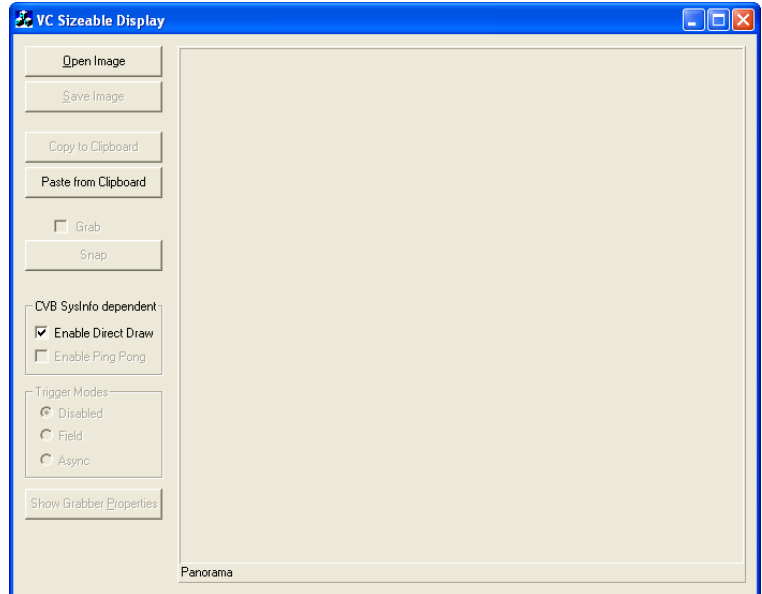 VC Sizeable Display
Open Image
Save Image
Copy to Clipboard
Paste from Clipboard
Grab
Snap
CVB SysInfo dependent
Enable Direct Draw
Enable Ping Pong
Trigger Modes
Disabled
Field
Async
Show Grabber Properties
Panorama